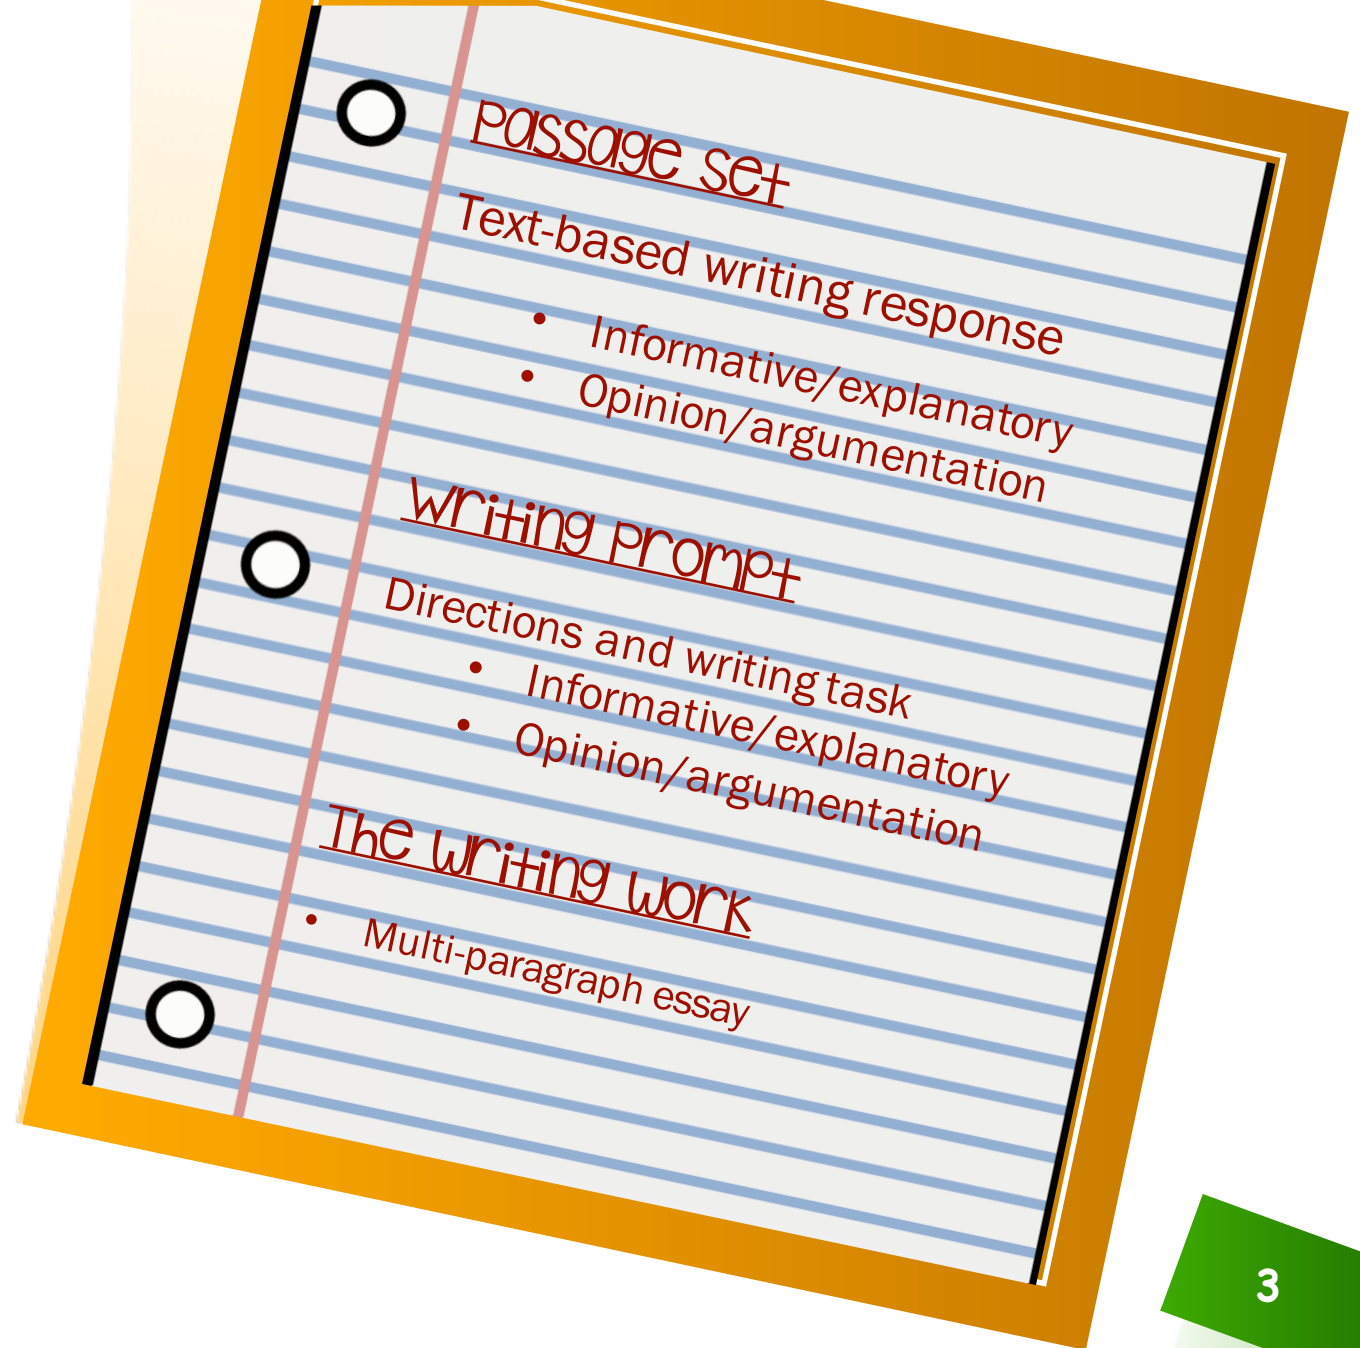 Passage Set
Text-based writing response
• Informative/explanatory
• Opinion/argumentation
Writing Prompt
Directions and writing task
• Informative/explanatory
• Opinion/argumentation
The Writing Work
• Multi-paragraph essay
3